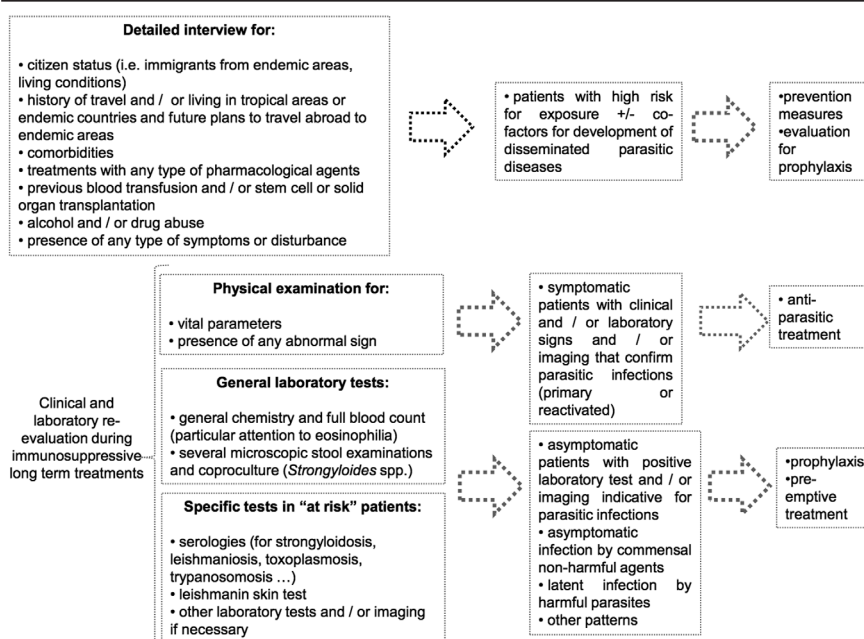 Detailed interview for:
• citizen status (i.e. immigrants from endemic areas,
living conditions)
• history of travel and / or living in tropical areas or
endemic countries and future plans to travel abroad to
endemic areas
• comorbidities
• treatments with any type of pharmacological agents
• previous blood transfusion and / or stem cell or solid
organ transplantation
• alcohol and / or drug abuse
• presence of any type of symptoms or disturbance
• patients with high risk
for exposure +/- co-
factors for development of
disseminated parasitic
diseases
•prevention
measures
•evaluation
for
prophylaxis
Clinical and
laboratory re-
evaluation during
immunosuppressive
long term treatments
Physical examination for:
• vital parameters
• presence of any abnormal sign
• symptomatic
patients with clinical
and / or laboratory
signs and / or
imaging that confirm
parasitic infections
(primary or
reactivated)
• anti-
parasitic
treatment
General laboratory tests:
• general chemistry and full blood count
(particular attention to eosinophilia)
• several microscopic stool examinations
and coproculture (Strongyloides spp.)
Specific tests in “at risk” patients:
• serologies (for strongyloidosis,
leishmaniosis, toxoplasmosis,
trypanosomosis …)
• leishmanin skin test
• other laboratory tests and / or imaging
if necessary
• asymptomatic
patients with positive
laboratory test and / or
imaging indicative for
parasitic infections
• asymptomatic
infection by commensal
non-harmful agents
• latent infection by
harmful parasites
• other patterns
•prophylaxis
•pre-
emptive
treatment